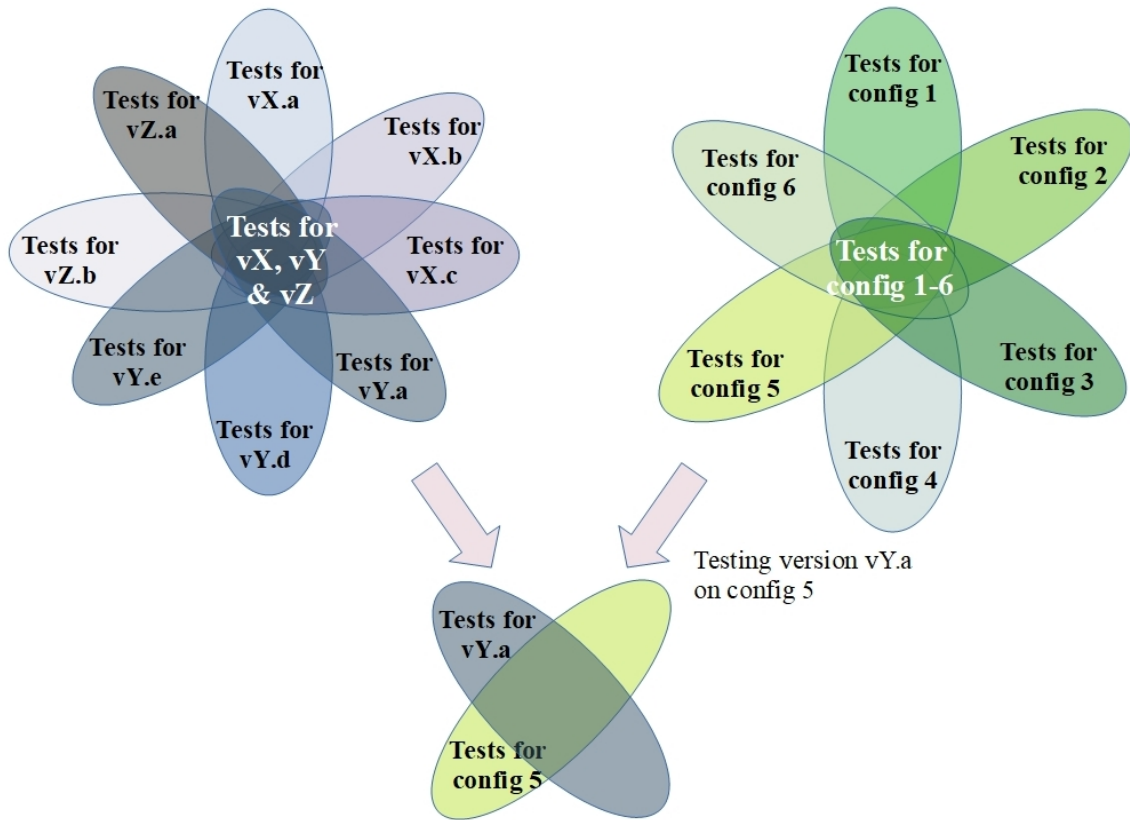 Tests for
vX.a
Tests for
vZ.a
Tests for
vX.b
Tests for
vX, vY
& vZ
Tests for
vZ.b
Tests for
vX.c
Tests for
vY.e
Tests for
vY.a
Tests for
vY.d
Tests for
config 1
Tests for
config 6
Tests for
config 2
Tests for
config 1-6
Tests for
config 5
Tests for
config 3
Tests for
config 4
Testing version vY.a
on config 5
Tests for
vY.a
Tests for
config 5